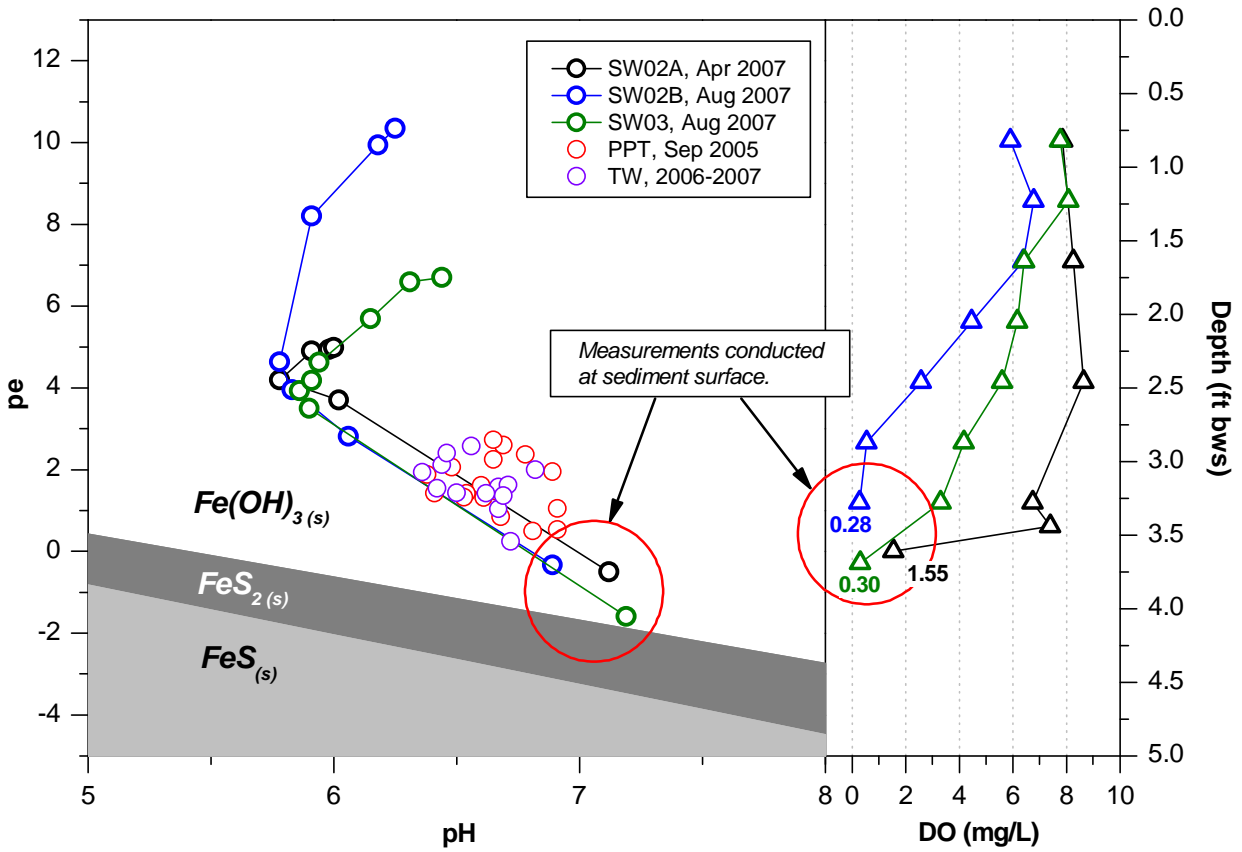 12
10
8
6
4
2
0
-2
-4
pe
5
6
7
8
pH
SW02A, Apr 2007
SW02B, Aug 2007
SW03, Aug 2007
PPT, Sep 2005
TW, 2006-2007
Measurements conducted
at sediment surface.
Fe(OH)3 (s)
FeS2 (s)
FeS(s)
0.28
0.30
1.55
0
2
4
6
8
10
DO (mg/L)
0.0
0.5
1.0
1.5
2.0
2.5
3.0
3.5
4.0
4.5
5.0
Depth (ft bws)